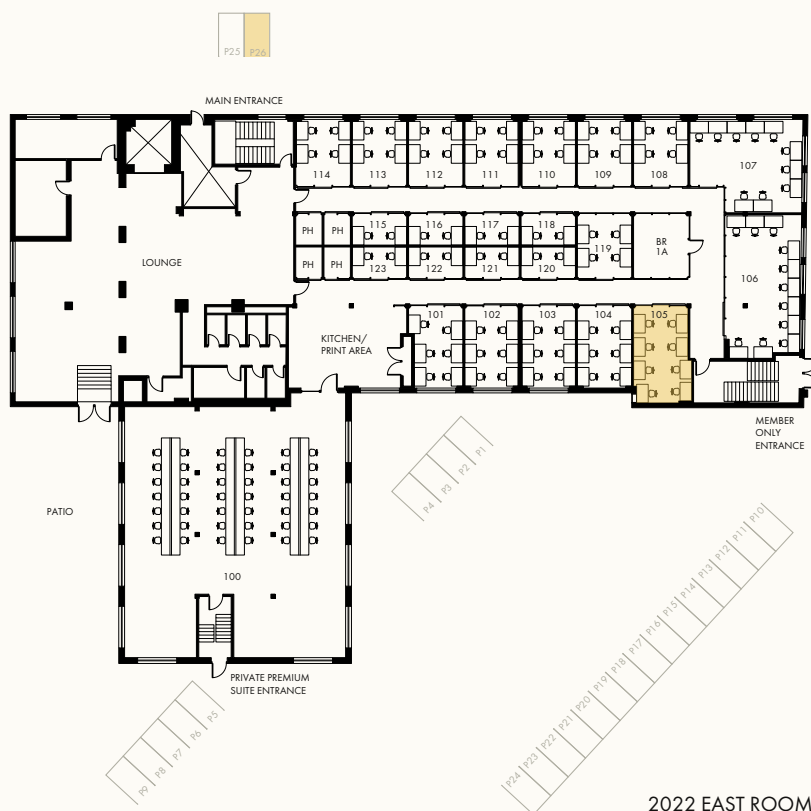 P25
P26
MAIN ENTRANCE
114
113
112
111
110
109
108
107
PH
PH
115
116
117
118
119
BR
1A
PH
PH
123
122
121
120
106
LOUNGE
KITCHEN/
PRINT AREA
101
102
103
104
105
MEMBER
ONLY
ENTRANCE
P4
P3
P2
P1
PATIO
100
P24
P23
P22
P21
P20
P19
P18
P17
P16
P15
P14
P13
P12
P11
P10
PRIVATE PREMIUM
SUITE ENTRANCE
P9
P8
P7
P6
P5
2022 EAST ROOM